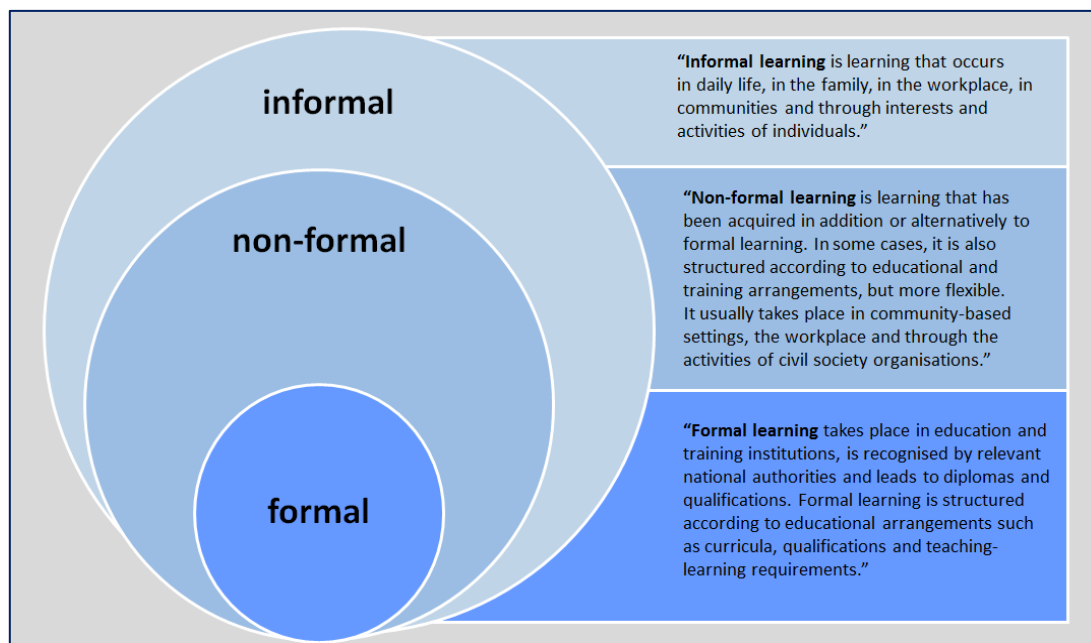 informal
non-formal
formal
“Informal learning is learning that occurs
in daily life, in the family, in the workplace, in
communities and through interests and
activities of individuals.”
“Non-formal learning is learning that has
been acquired in addition or alternatively to
formal learning. In some cases, it is also
structured according to educational and
training arrangements, but more flexible.
It usually takes place in community-based
settings, the workplace and through the
activities of civil society organisations.”
“Formal learning takes place in education and
training institutions, is recognised by relevant
national authorities and leads to diplomas and
qualifications. Formal learning is structured
according to educational arrangements such
as curricula, qualifications and teaching-
learning requirements.”